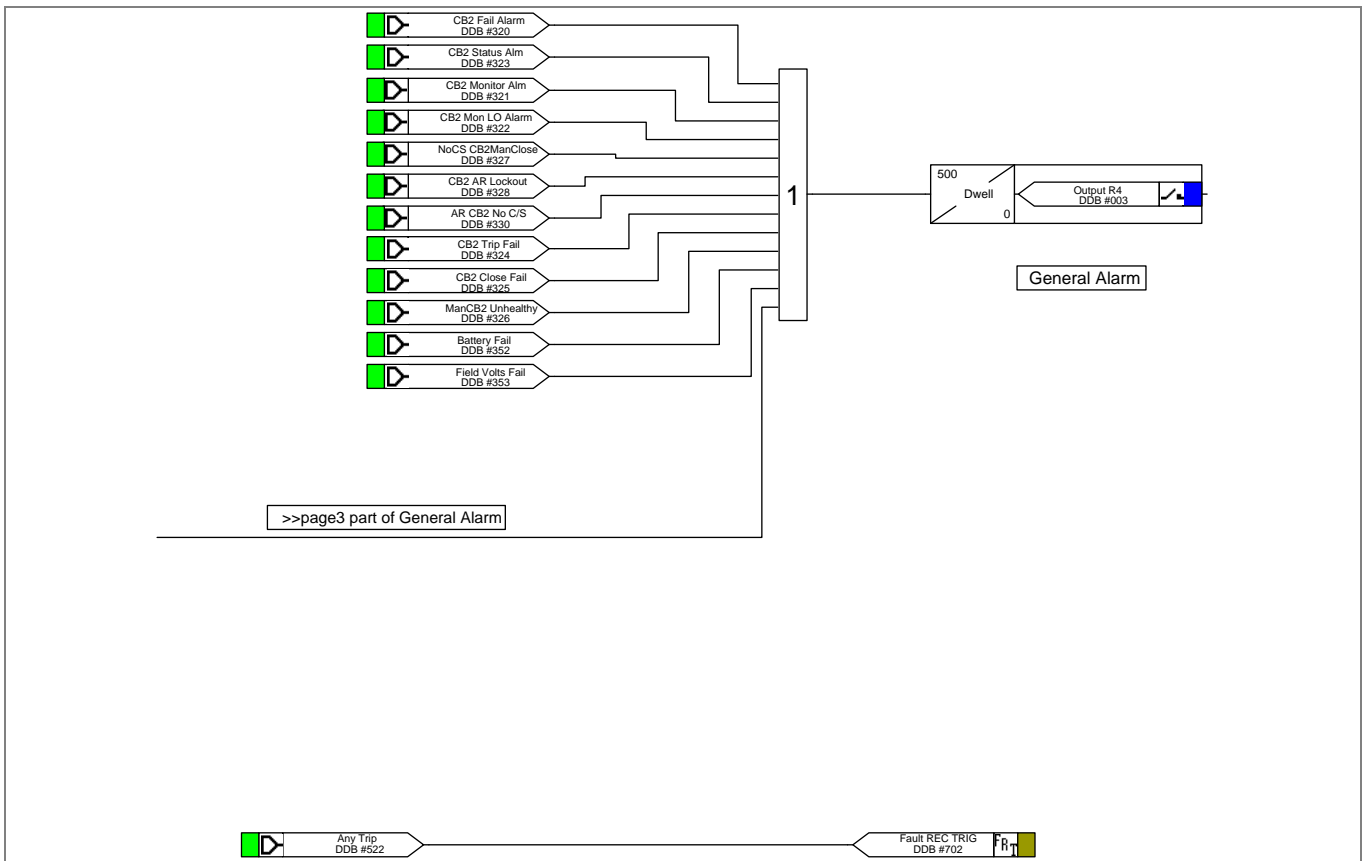 CB2 Fail Alarm
DDB #320
CB2 Status Alm
DDB #323
CB2 Monitor Alm
DDB #321
CB2 Mon LO Alarm
DDB #322
NoCS CB2ManClose
DDB #327
CB2 AR Lockout
DDB #328
AR CB2 No C/S
DDB #330
CB2 Trip Fail
DDB #324
CB2 Close Fail
DDB #325
ManCB2 Unhealthy
DDB #326
Battery Fail
DDB #352
Field Volts Fail
DDB #353
1
500
Dwell
0
Output R4
DDB #003
General Alarm
>>page3 part of General Alarm
Any Trip
DDB #522
Fault REC TRIG
DDB #702
FRT